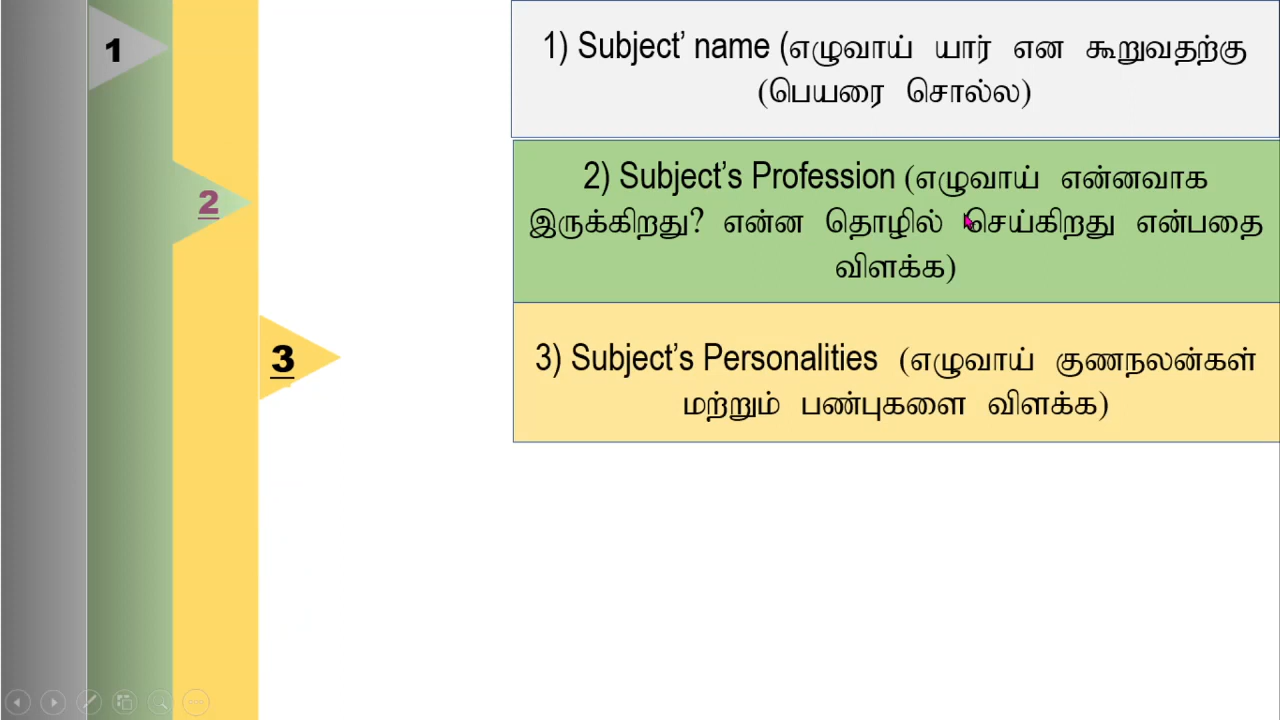 1
2
3
1) Subject’ name (எழுவாய் யார் என கூறுவதற்கு
(பெயரை சொல்ல)
2) Subject’s Profession (எழுவாய் என்னவாக
இருக்கிறது? என்ன தொழில் செய்கிறது என்பதை
விளக்க)
3) Subject’s Personalities (எழுவாய் குணநலன்கள்
மற்றும் பண்புகளை விளக்க)